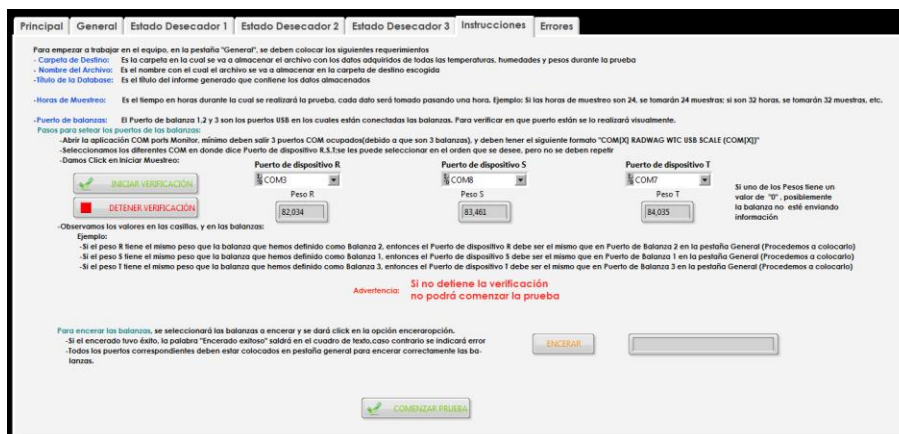 Principal General Estado Desecador 1 Estado Desecador 2 Estado Desecador 3 Instrucciones Errores
Para empezar a trabajar en el equipo, en la pestaña "General", se deben colocar los siguientes requerimientos
- Carpeta de Destino: Es la carpeta en la cual se va a almacenar el archivo con los datos adquiridos de todas las temperaturas, humedades y pesos durante la prueba
- Nombre del Archivo: Es el nombre con el cual el archivo se va a almacenar en la carpeta de destino escogida
-Título de la Database: Es el título del informe generado que contiene los datos almacenados
-Horas de Muestreo: Es el tiempo en horas durante la cual se realizará la prueba, cada dato será tomado pasando una hora. Ejemplo: Si las horas de muestreo son 24, se tomarán 24 muestras; si son 32 horas, se tomarán 32 muestras, etc.
-Puerto de balanzas: El Puerto de balanza 1,2 y 3 son los puertos USB en los cuales están conectadas las balanzas. Para verificar en que puerto están se lo realizará visualmente.
Pasos para setear los puertos de las balanzas:
-Abrir la aplicación COM ports Monitor, mínimo deben salir 3 puertos COM ocupados(debido a que son 3 balanzas), y deben tener el siguiente formato "COM[X] RADWAG WTC USB SCALE (COM[X])"
-Seleccionamos los diferentes COM en donde dice Puerto de dispositivo R,S,T,se les puede seleccionar en el orden que se desee, pero no se deben repetir
-Damos Click en Iniciar Muestreo:
Puerto de dispositivo R Puerto de dispositivo S Puerto de dispositivo T
COM3 COM8 COM7
INICIAR VERIFICACIÓN
Peso R Peso S Peso T
DETENER VERIFICACIÓN
82,034 83,461 84,035
Si uno de los Pesos tiene un
valor de "0" , posiblemente
la balanza no esté enviando
información
-Observamos los valores en las casillas, y en las balanzas:
Ejemplo:
-Si el peso R tiene el mismo peso que la balanza que hemos definido como Balanza 2, entonces el Puerto de dispositivo R debe ser el mismo que en Puerto de Balanza 2 en la pestaña General (Procedemos a colocarlo)
-Si el peso S tiene el mismo peso que la balanza que hemos definido como Balanza 1, entonces el Puerto de dispositivo S debe ser el mismo que en Puerto de Balanza 1 en la pestaña General (Procedemos a colocarlo)
-Si el peso T tiene el mismo peso que la balanza que hemos definido como Balanza 3, entonces el Puerto de dispositivo T debe ser el mismo que en Puerto de Balanza 3 en la pestaña General (Procedemos a colocarlo)
Advertencia: Si no detiene la verificación
no podrá comenzar la prueba
Para encerar las balanzas, se seleccionará las balanzas a encerar y se dará click en la opción enceraropción.
-Si el encerado tuvo éxito, la palabra "Encerado exitoso" saldrá en el cuadro de texto,caso contrario se indicará error
-Todos los puertos correspondientes deben estar colocados en pestaña general para encerar correctamente las ba-
lanzas.
ENCERAR
COMENZAR PRUEBA